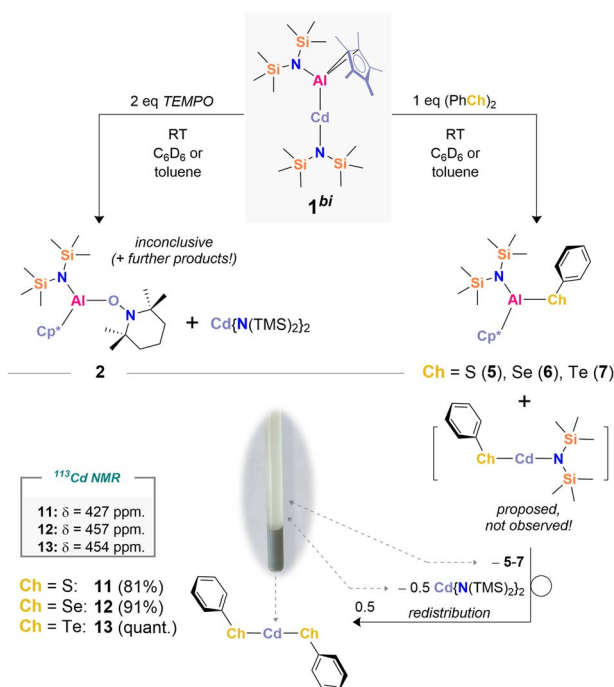 Si
Si
N
Al
Cd
N
Si
Si
1bi
2 eq TEMPO
RT
C6D6 or
toluene
1 eq (PhCh)2
RT
C6D6 or
toluene
inconclusive
(+ further products!)
Si
Si
N
Al
O
N
Cp*
+ Cd{N(TMS)2}2
2
Si
Si
N
Al
Ch
Cp*
Ch = S (5), Se (6), Te (7)
+
Ch
Cd
N
Si
Si
proposed,
not observed!
113Cd NMR
11: δ = 427 ppm.
12: δ = 457 ppm.
13: δ = 454 ppm.
Ch = S: 11 (81%)
Ch = Se: 12 (91%)
Ch = Te: 13 (quant.)
– 5-7
– 0.5 Cd{N(TMS)2}2
0.5
redistribution
Ch
Cd
Ch